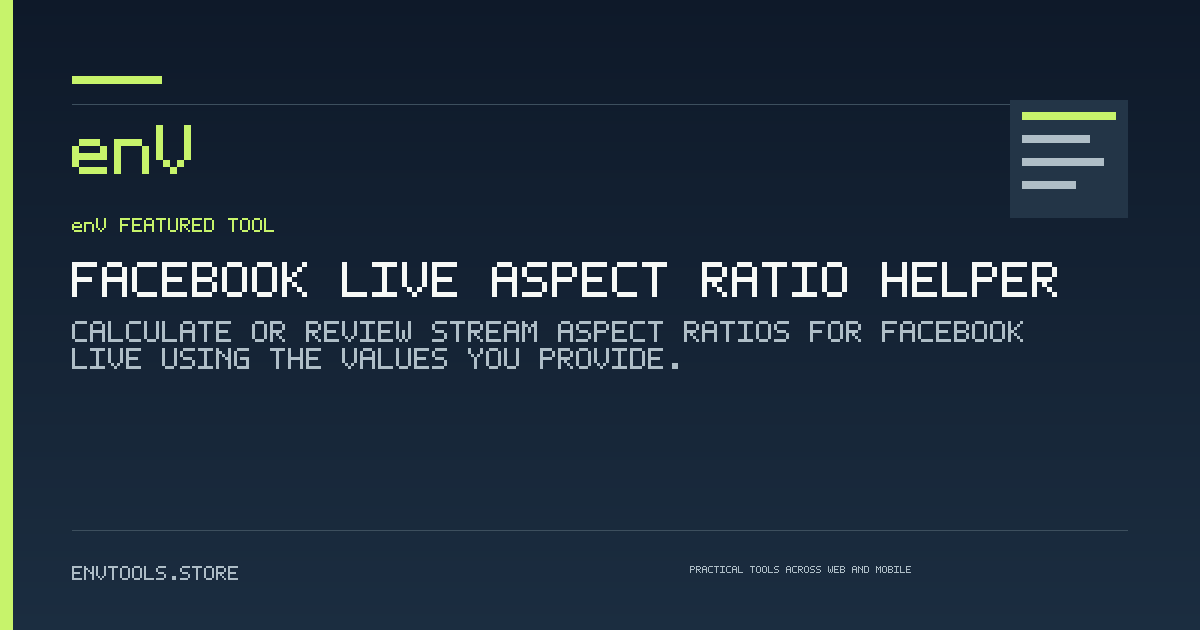 enV
enV FEATURED TOOL
FACEBOOK LIVE ASPECT RATIO HELPER
CALCULATE OR REVIEW STREAM ASPECT RATIOS FOR FACEBOOK
LIVE USING THE VALUES YOU PROVIDE.
ENVTOOLS.STORE
PRACTICAL TOOLS ACROSS WEB AND MOBILE